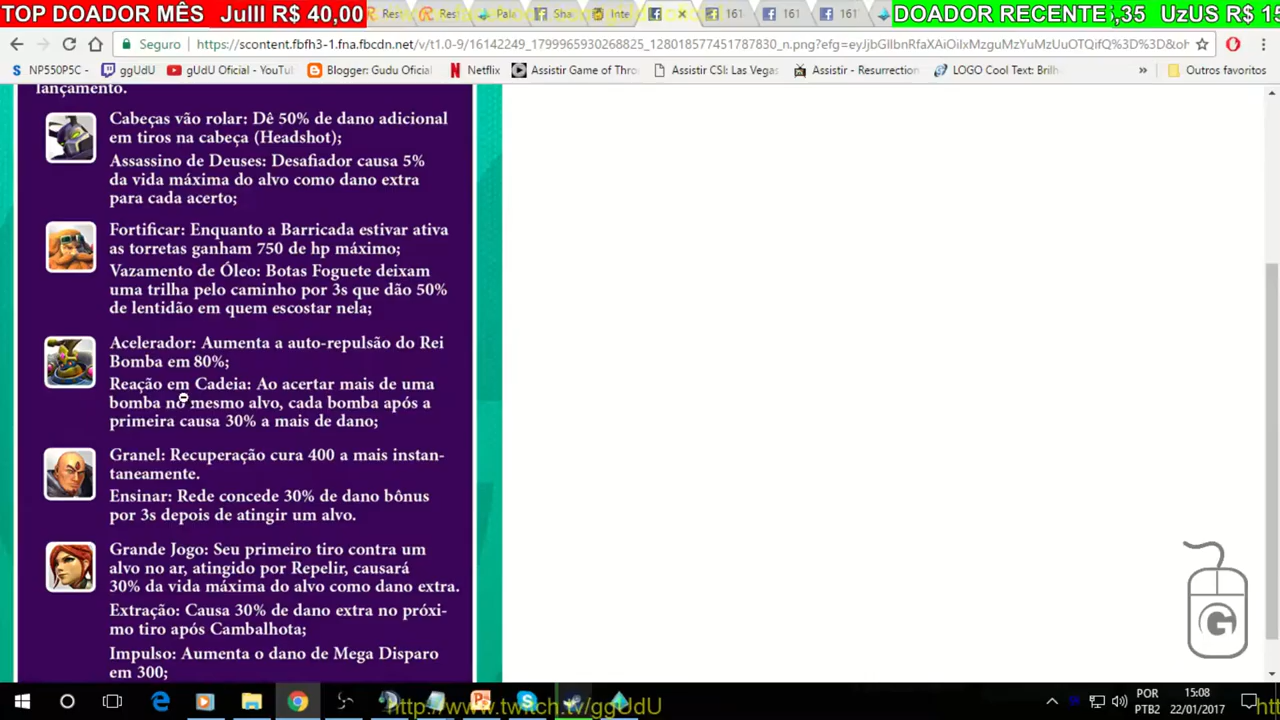 TOP DOADOR MÊS JulII R$ 40,00
Rest
Res
Pala
Sha
Inte
161
161
161
DOADOR RECENTE 5,35 UzUS R$ 15
Seguro
https://scontent.fbfh3-1.fna.fbcdn.net/v/t1.0-9/16142249_1799965930268825_128018577451787830_n.png?efg=eyJjbGllbnRfaXAiOiIxMzguMzYuMzUuOTQifQ%3D%3D&oH
NP550P5C -
ggUdU
gUdU Oficial - YouTu
Blogger: Gudu Oficial
Netflix
Assistir Game of Thro
Assistir CSI: Las Vegas
Assistir - Resurrection
LOGO Cool Text: Brilh
»
Outros favoritos
lançamento.
Cabeças vão rolar: Dê 50% de dano adicional
em tiros na cabeça (Headshot);
Assassino de Deuses: Desafiador causa 5%
da vida máxima do alvo como dano extra
para cada acerto;
Fortificar: Enquanto a Barricada estivar ativa
as torretas ganham 750 de hp máximo;
Vazamento de Óleo: Botas Foguete deixam
uma trilha pelo caminho por 3s que dão 50%
de lentidão em quem escostar nela;
Acelerador: Aumenta a auto-repulsão do Rei
Bomba em 80%;
Reação em Cadeia: Ao acertar mais de uma
bomba no mesmo alvo, cada bomba após a
primeira causa 30% a mais de dano;
Granel: Recuperação cura 400 a mais instan-
taneamente.
Ensinar: Rede concede 30% de dano bônus
por 3s depois de atingir um alvo.
Grande Jogo: Seu primeiro tiro contra um
alvo no ar, atingido por Repelir, causará
30% da vida máxima do alvo como dano extra.
Extração: Causa 30% de dano extra no próxi-
mo tiro após Cambalhota;
Impulso: Aumenta o dano de Mega Disparo
em 300;
http://www.twitch.tv/ggUdU
POR
PTB2
15:08
22/01/2017